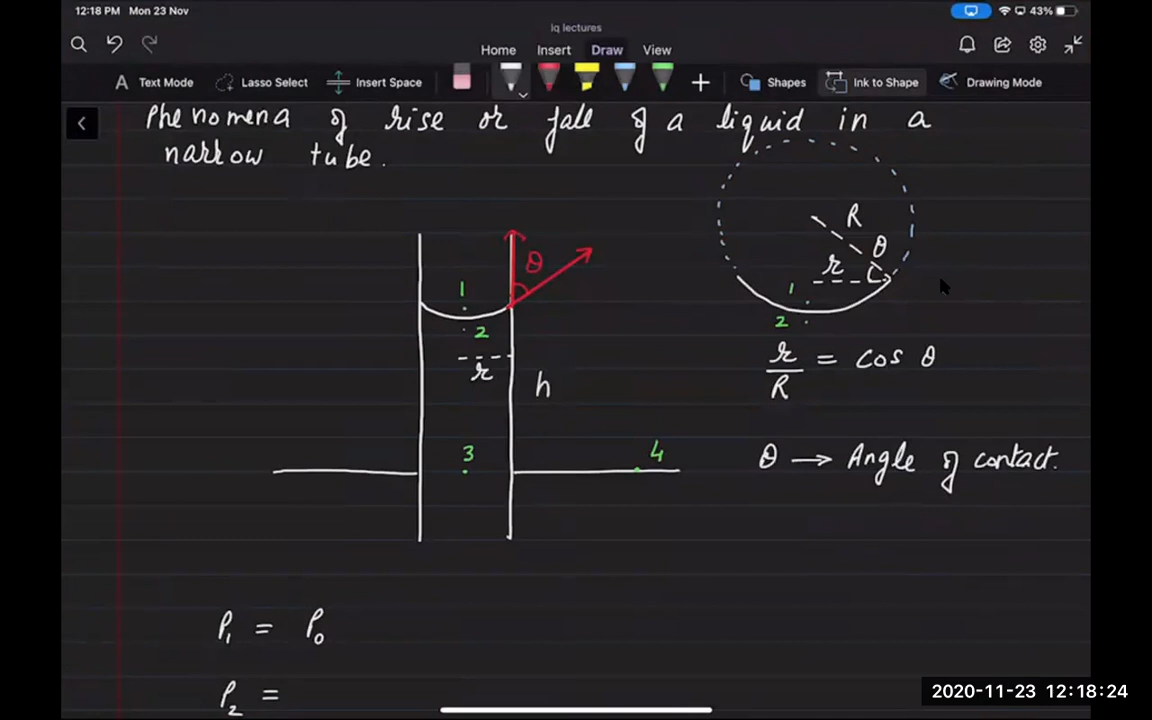 12:18 PM Mon 23 Nov
43%
iq lectures
Home Insert Draw View
Text Mode Lasso Select Insert Space Shapes Ink to Shape Drawing Mode
Phenomena of rise or fall of a liquid in a
narrow tube.
R
θ
θ
r
1
1
2
2
r
r/R = cos θ
h
3
4
θ → Angle of contact.
P₁ = P₀
P₂ =
2020-11-23 12:18:24